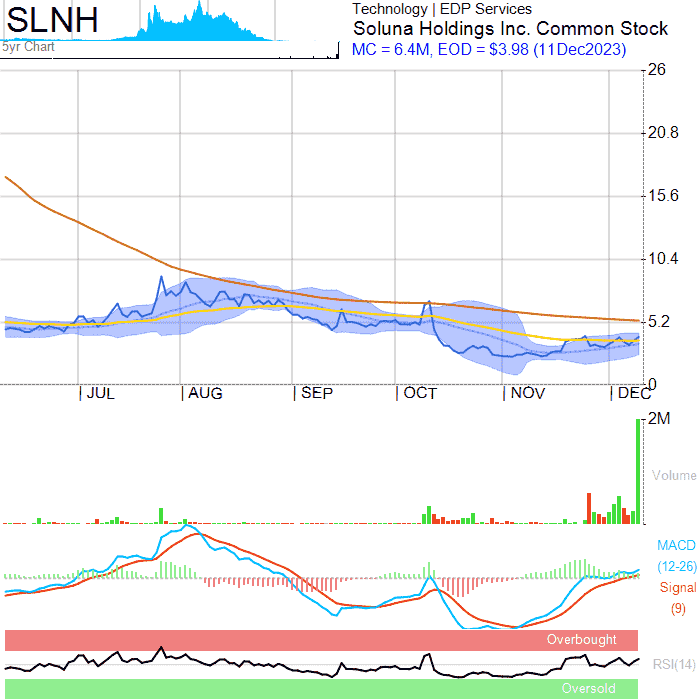 SLNH
Technology | EDP Services
Soluna Holdings Inc. Common Stock
5yr Chart
MC = 6.4M, EOD = $3.98 (11Dec2023)
26
20.8
15.6
10.4
5.2
0
| JUL | AUG | SEP | OCT | NOV | DEC
2M
Volume
MACD
(12-26)
Signal
(9)
Overbought
RSI(14)
Oversold